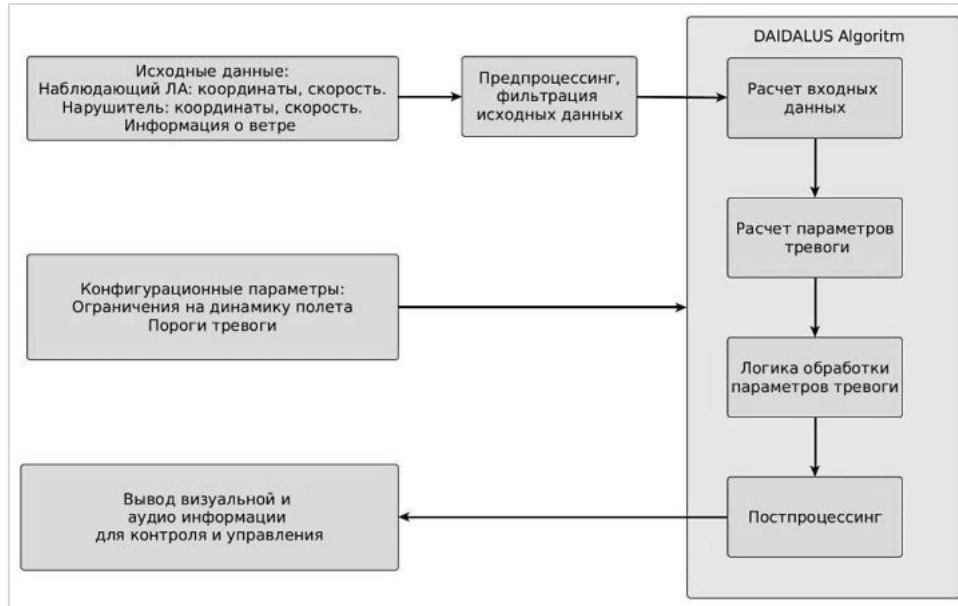 DAIDALUS Algoritm
Исходные данные:
Наблюдающий ЛА: координаты, скорость.
Нарушитель: координаты, скорость.
Информация о ветре
Предпроцессинг,
фильтрация
исходных данных
Расчет входных
данных
Расчет параметров
тревоги
Конфигурационные параметры:
Ограничения на динамику полета
Пороги тревоги
Логика обработки
параметров тревоги
Вывод визуальной и
аудио информации
для контроля и управления
Постпроцессинг